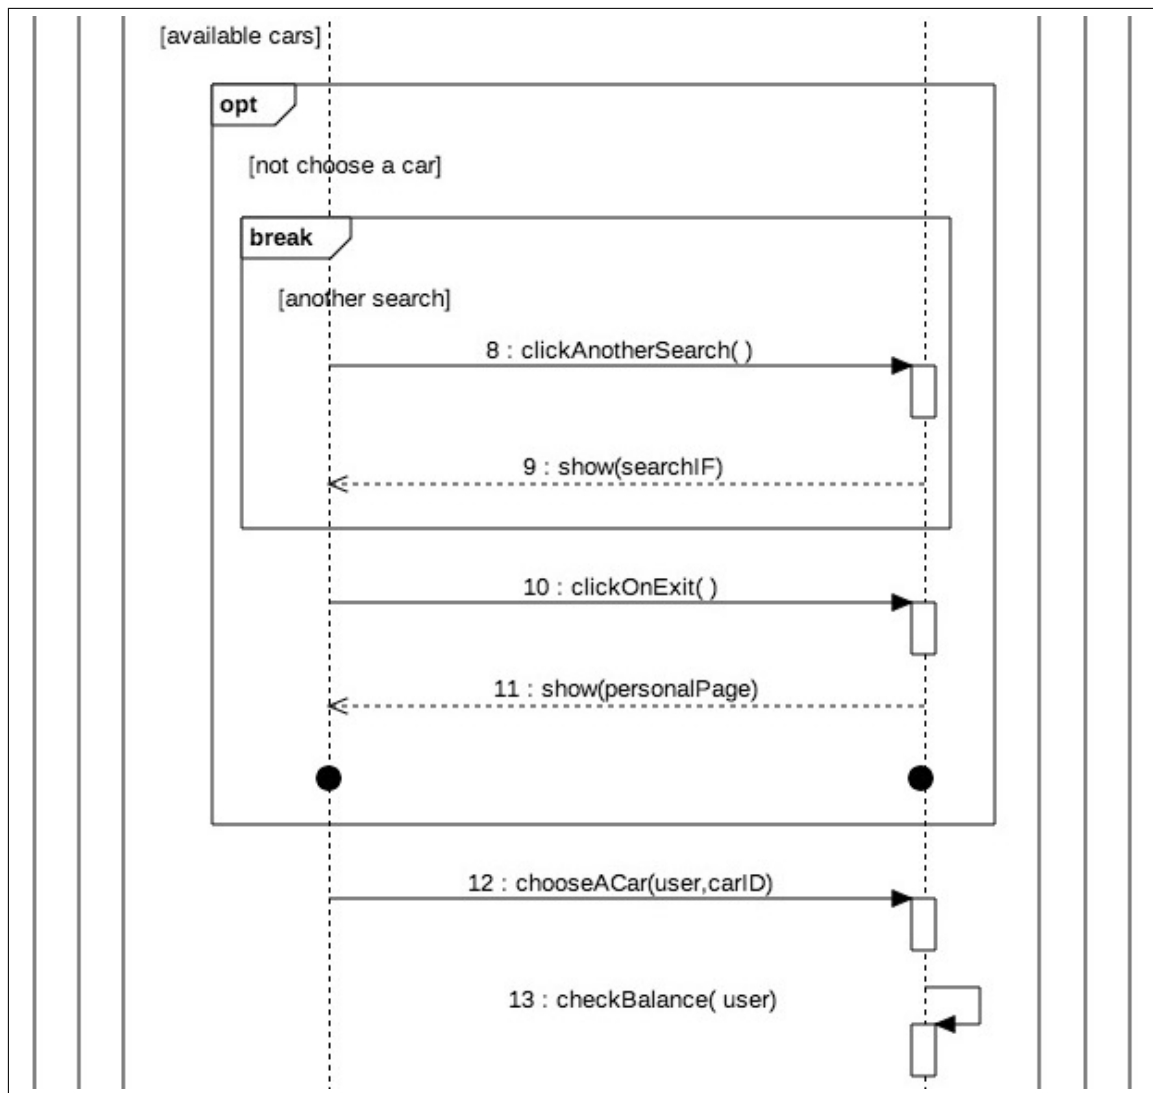 [available cars]
opt
[not choose a car]
break
[another search]
8 : clickAnotherSearch( )
9 : show(searchIF)
10 : clickOnExit( )
11 : show(personalPage)
12 : chooseACar(user,carID)
13 : checkBalance( user)